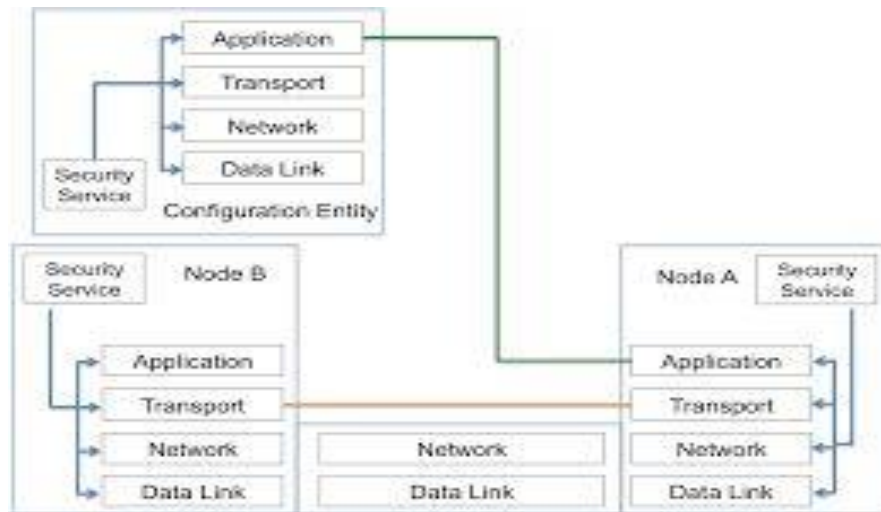 Application
Transport
Network
Data Link
Security
Service
Configuration Entity
Security
Service
Node B
Application
Transport
Network
Data Link
Network
Data Link
Node A
Security
Service
Application
Transport
Network
Data Link